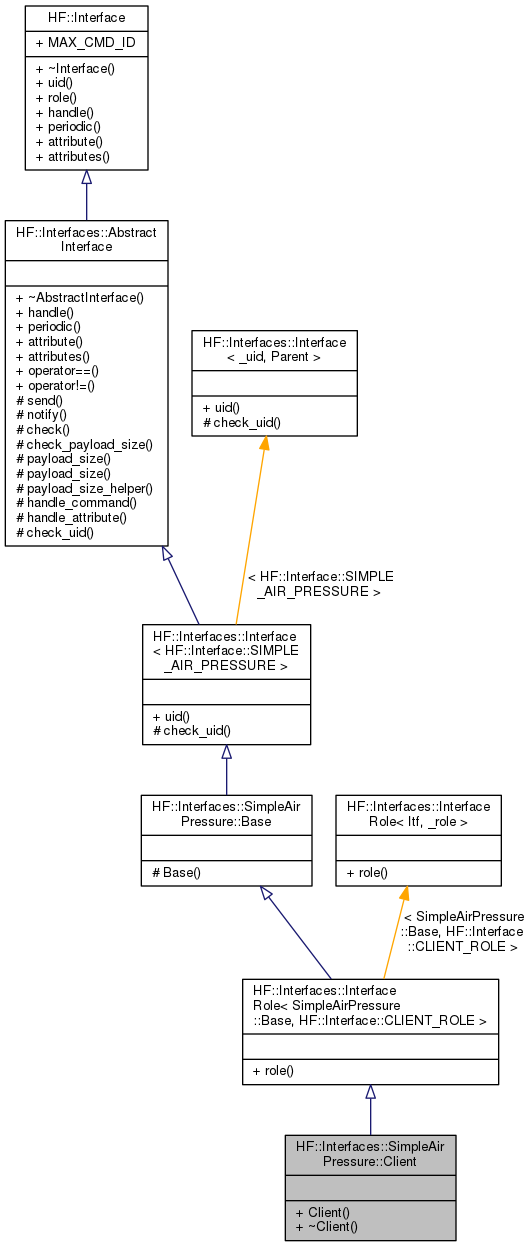 HF::Interface
+ MAX_CMD_ID
+ ~Interface()
+ uid()
+ role()
+ handle()
+ periodic()
+ attribute()
+ attributes()
HF::Interfaces::Abstract
Interface
+ ~AbstractInterface()
+ handle()
+ periodic()
+ attribute()
+ attributes()
+ operator==()
+ operator!=()
# send()
# notify()
# check()
# check_payload_size()
# payload_size()
# payload_size()
# payload_size_helper()
# handle_command()
# handle_attribute()
# check_uid()
HF::Interfaces::Interface
< _uid, Parent >
+ uid()
# check_uid()
< HF::Interface::SIMPLE
_AIR_PRESSURE >
HF::Interfaces::Interface
< HF::Interface::SIMPLE
_AIR_PRESSURE >
+ uid()
# check_uid()
HF::Interfaces::SimpleAir
Pressure::Base
# Base()
HF::Interfaces::Interface
Role< Itf, _role >
+ role()
< SimpleAirPressure
::Base, HF::Interface
::CLIENT_ROLE >
HF::Interfaces::Interface
Role< SimpleAirPressure
::Base, HF::Interface::CLIENT_ROLE >
+ role()
HF::Interfaces::SimpleAir
Pressure::Client
+ Client()
+ ~Client()